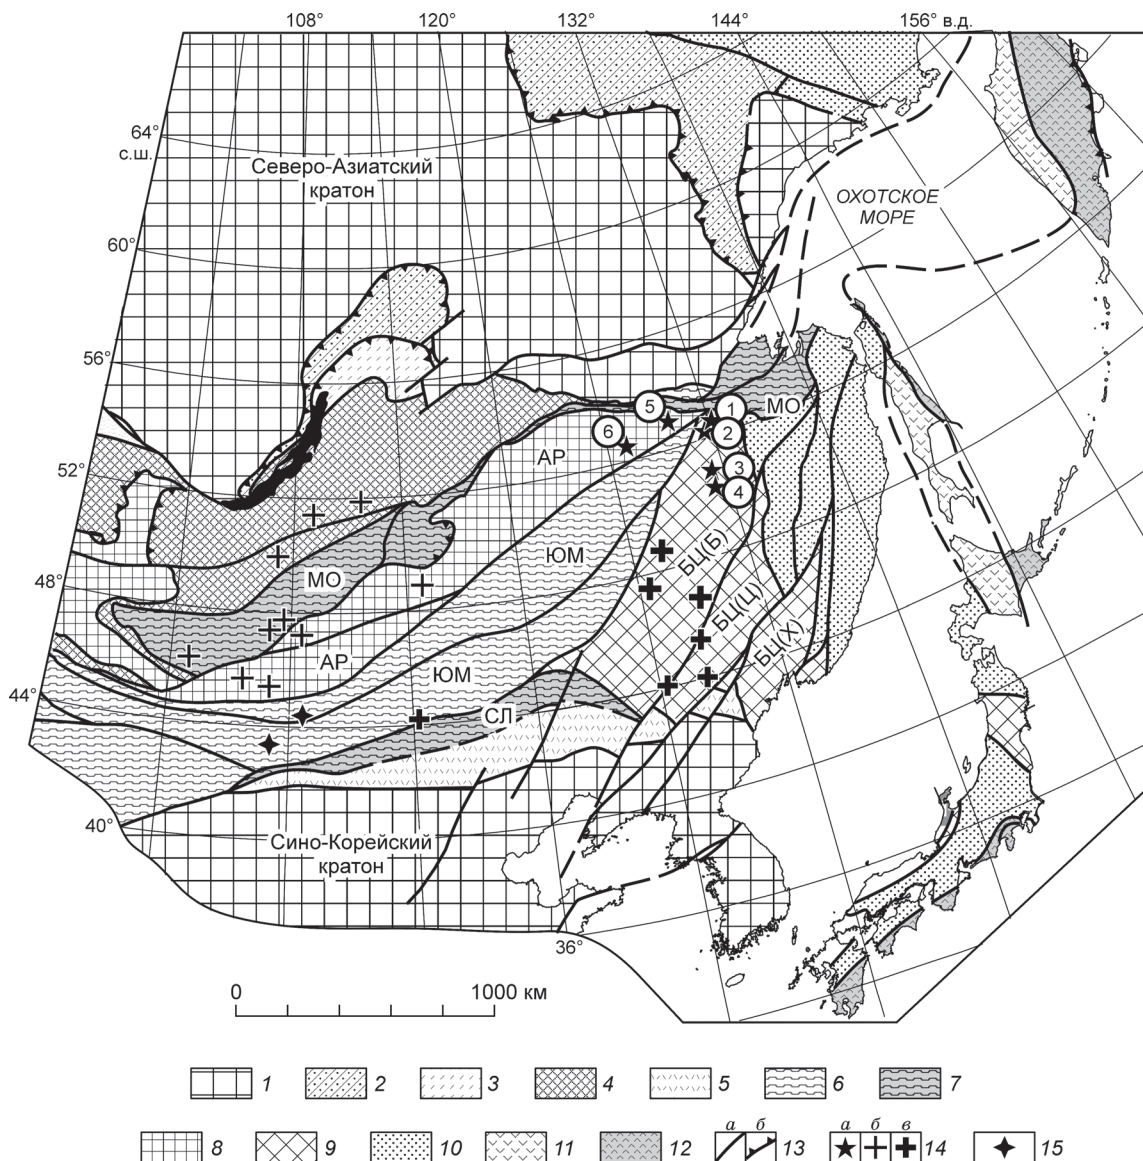 108°
120°
132°
144°
156° в.д.
64°
с.ш.
Северо-Азиатский
кратон
ОХОТСКОЕ
МОРЕ
60°
56°
5
1
МО
6
2
АР
3
52°
4
ЮМ
БЦ(Б)
48°
МО
БЦ(Ц)
БЦ(Х)
АР
ЮМ
44°
СЛ
40°
Сино-Корейский
кратон
36°
0
1000 км
1
2
3
4
5
6
7
8
9
10
11
12
а б
13
а б в
14
15